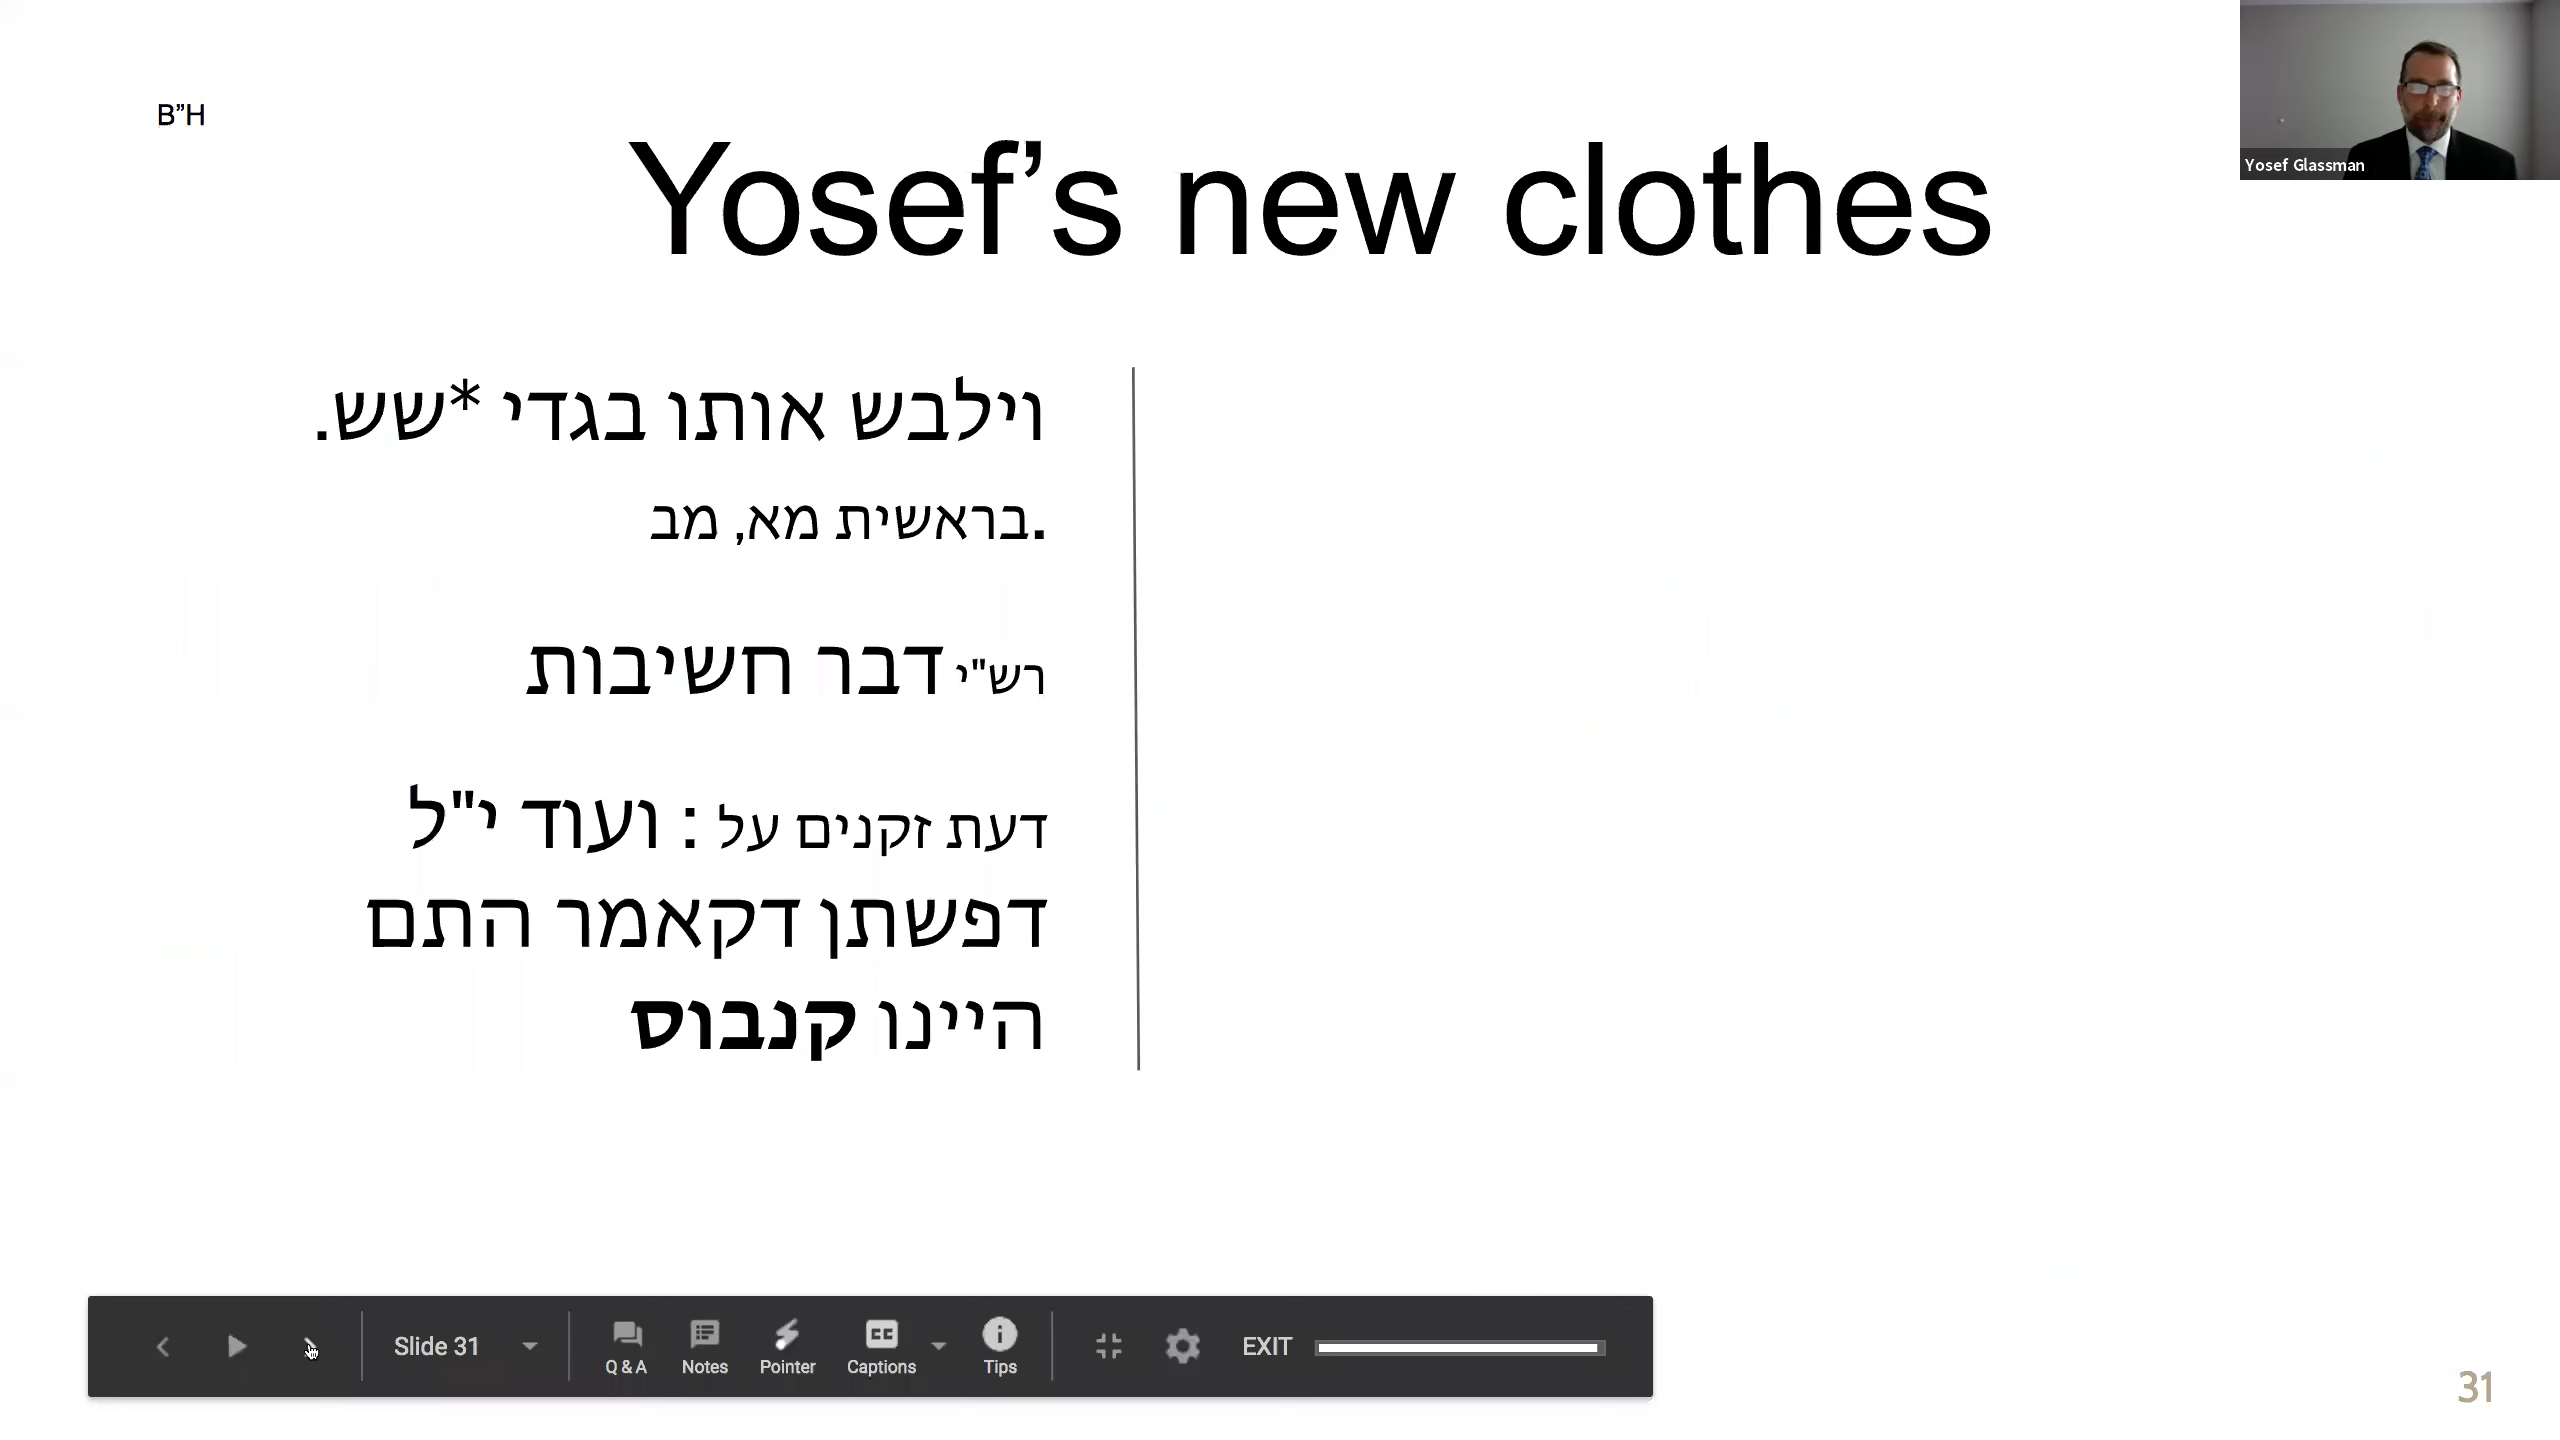 B”H
Yosef’s new clothes
Yosef Glassman
וילבש אותו בגדי *שש.
.בראשית מא, מב
רש"י דבר חשיבות
דעת זקנים על : ועוד י"ל
דפשתן דקאמר התם
היינו קנבוס
Slide 31
Q & A
Notes
Pointer
CC
Captions
Tips
EXIT
31